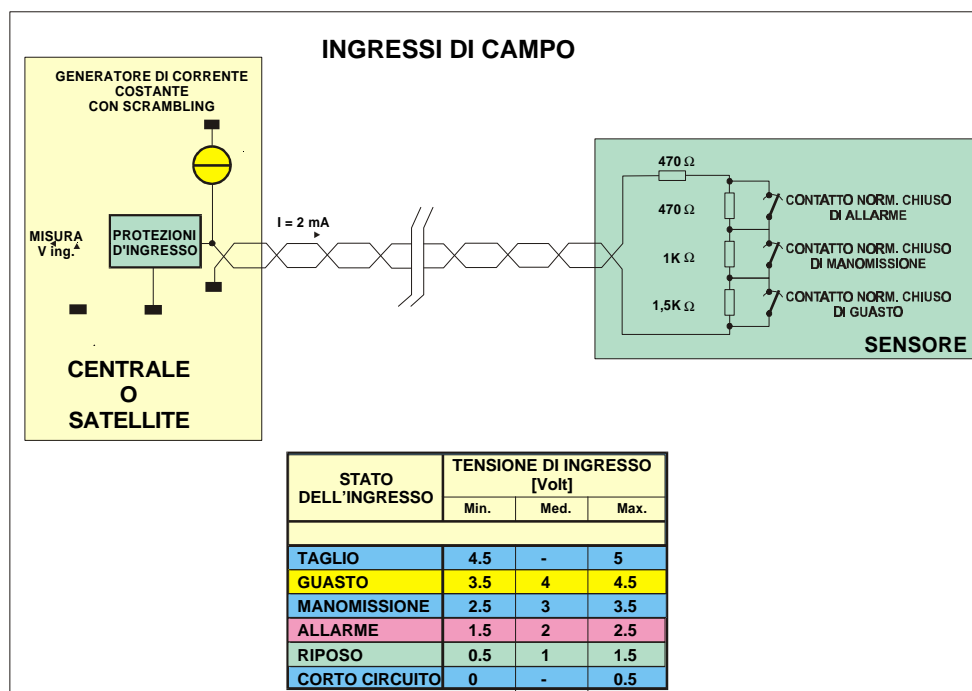 INGRESSI DI CAMPO
GENERATORE DI CORRENTE
COSTANTE
CON SCRAMBLING
MISURA
V ing.
PROTEZIONI
D'INGRESSO
I = 2 mA
CENTRALE
O
SATELLITE
470 Ω
470 Ω
1K Ω
1,5K Ω
CONTATTO NORM. CHIUSO
DI ALLARME
CONTATTO NORM. CHIUSO
DI MANOMISSIONE
CONTATTO NORM. CHIUSO
DI GUASTO
SENSORE
STATO
DELL'INGRESSO
TENSIONE DI INGRESSO
[Volt]
Min. Med. Max.
TAGLIO 4.5 - 5
GUASTO 3.5 4 4.5
MANOMISSIONE 2.5 3 3.5
ALLARME 1.5 2 2.5
RIPOSO 0.5 1 1.5
CORTO CIRCUITO 0 - 0.5